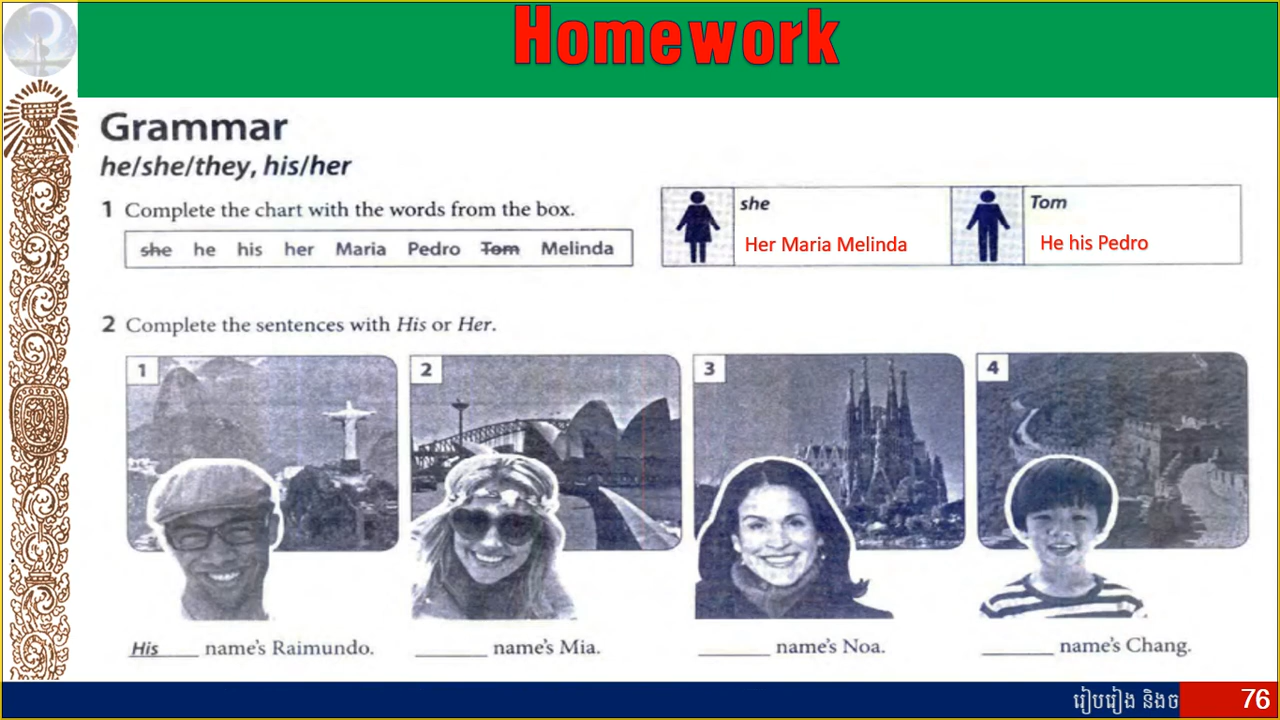 Homework
Grammar
he/she/they, his/her
1 Complete the chart with the words from the box.
she he his her Maria Pedro Tom Melinda
she
Her Maria Melinda
Tom
He his Pedro
2 Complete the sentences with His or Her.
1
2
3
4
His name's Raimundo.
______ name's Mia.
______ name's Noa.
______ name's Chang.
រៀបរៀង និងច
76